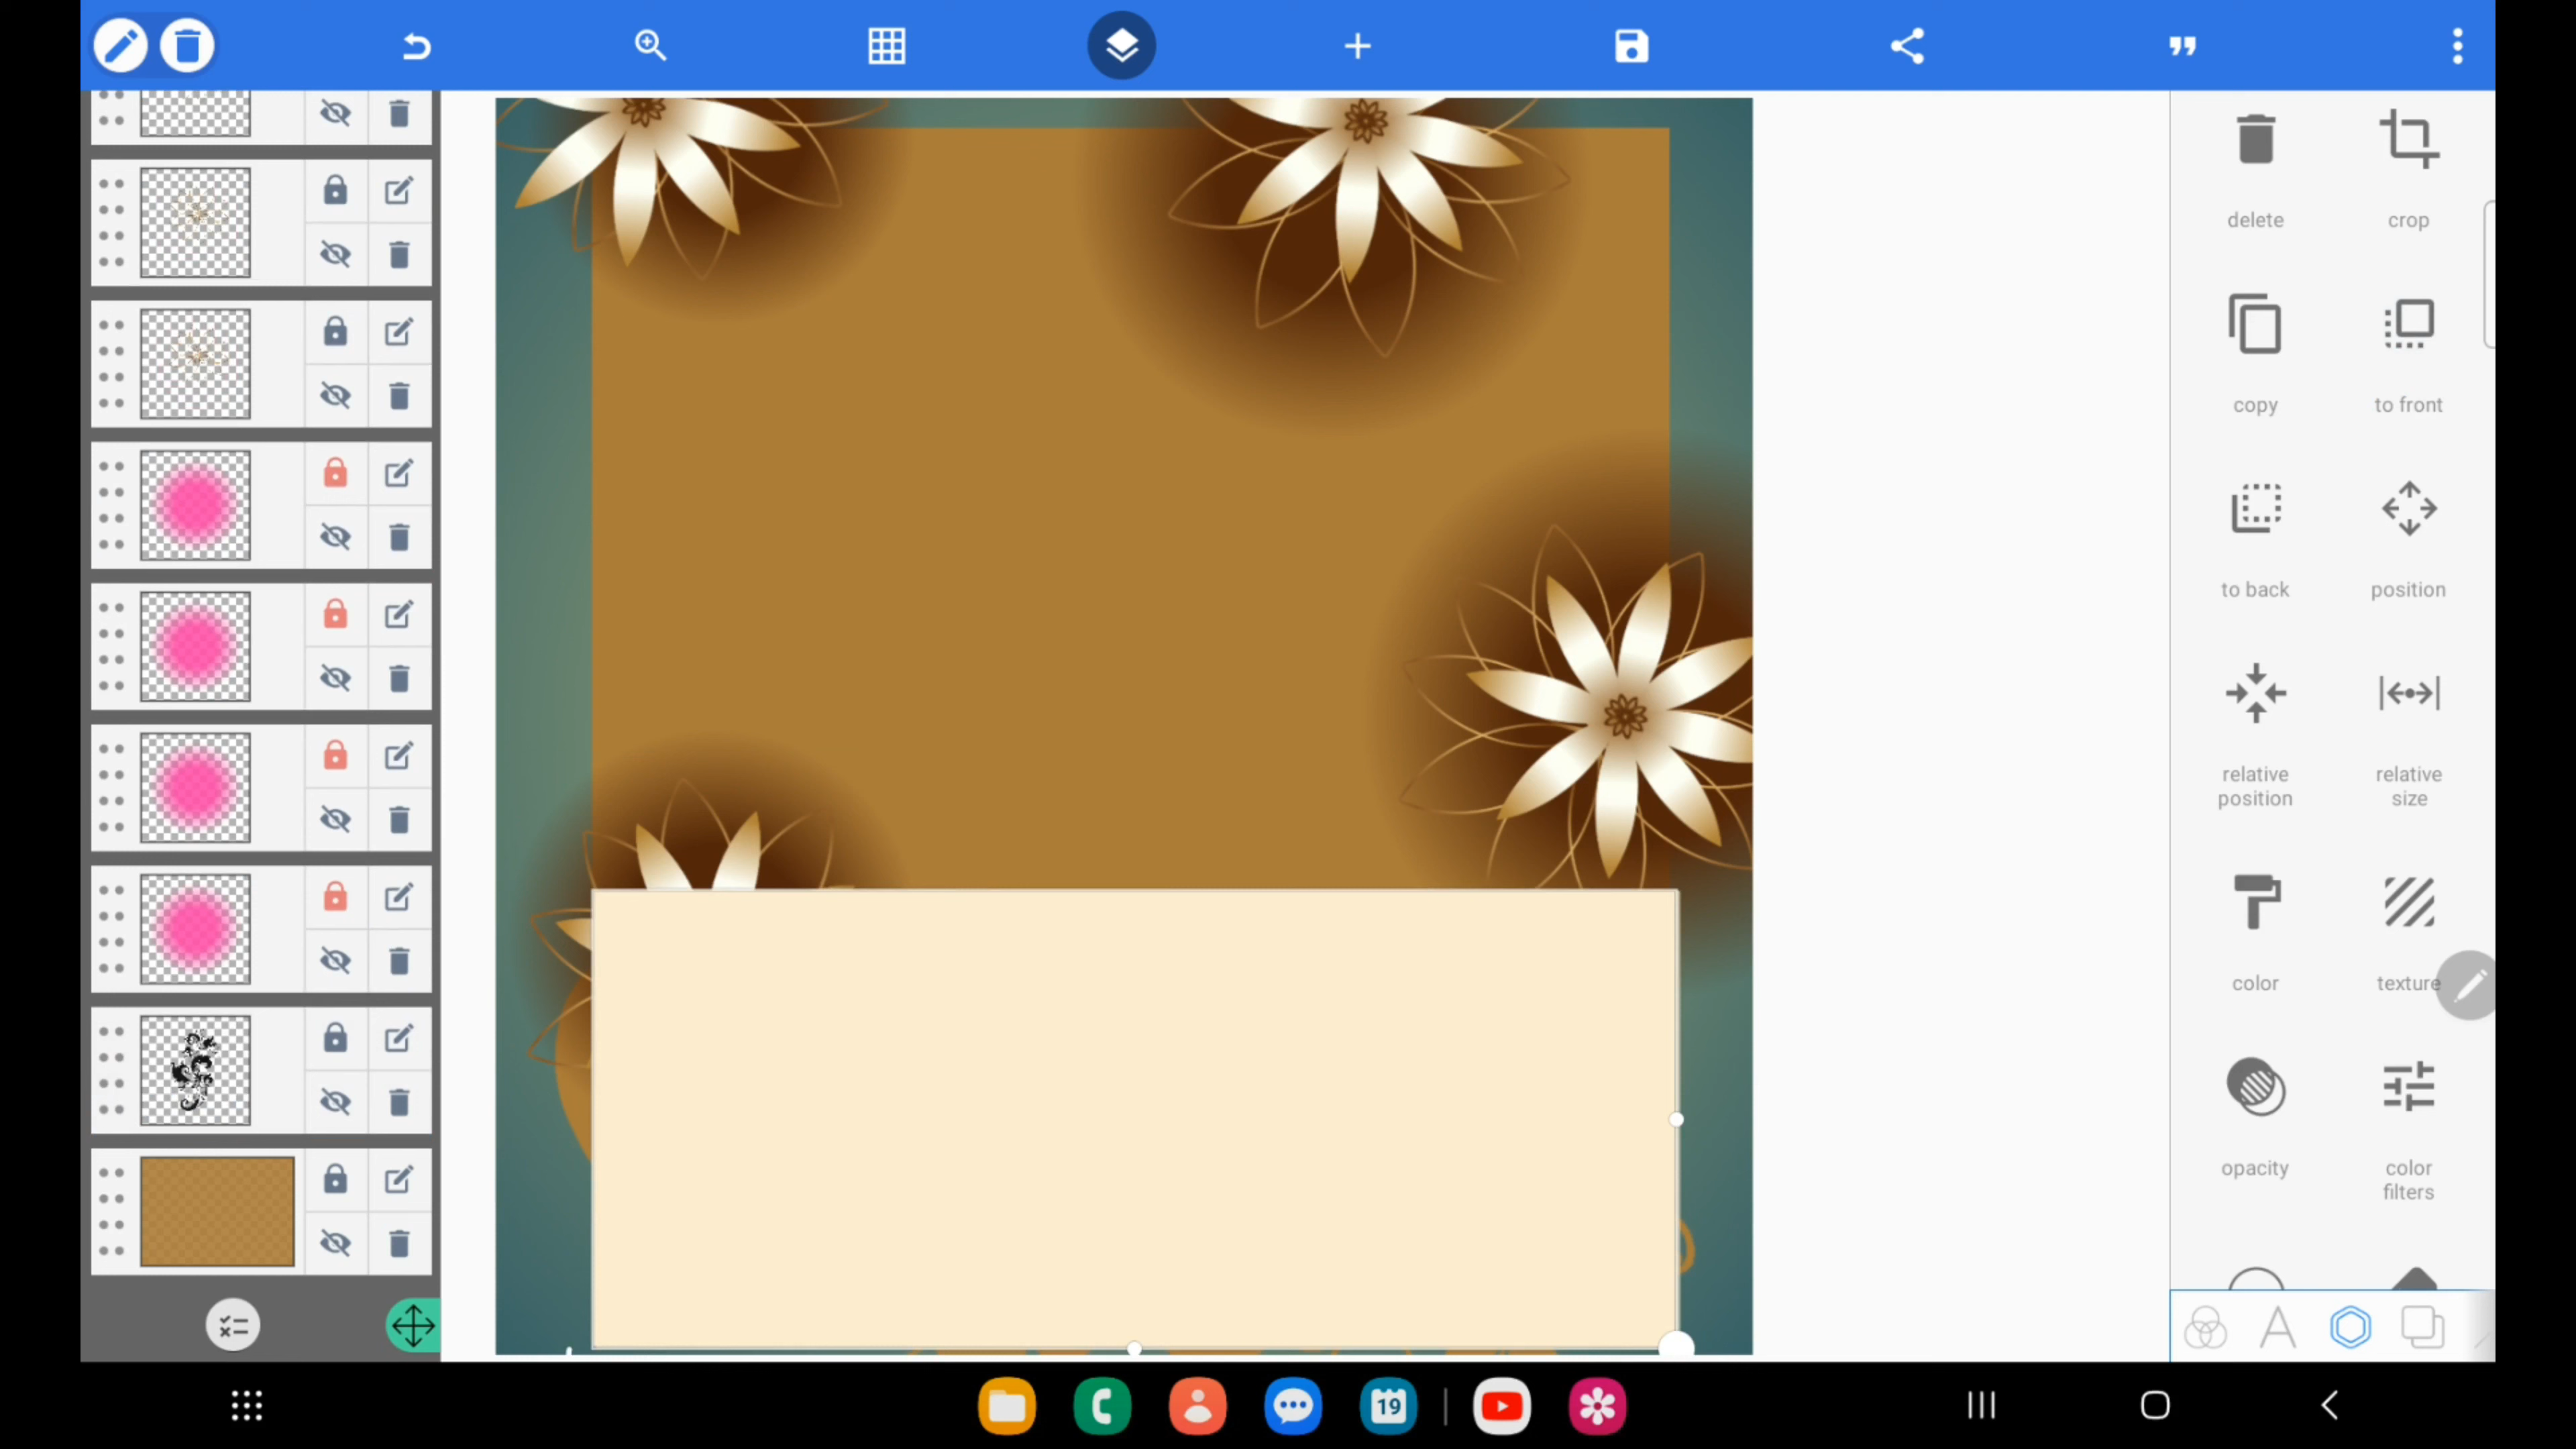 delete
crop
copy
to front
to back
position
relative position
relative size
color
texture
opacity
color filters
19